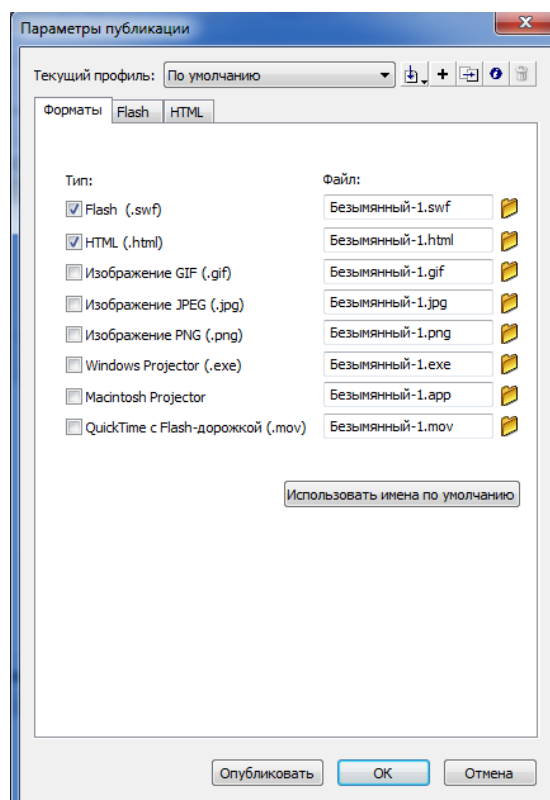 Параметры публикации
Текущий профиль: По умолчанию
Форматы Flash HTML
Тип: Файл:
Flash (.swf) Безымянный-1.swf
HTML (.html) Безымянный-1.html
Изображение GIF (.gif) Безымянный-1.gif
Изображение JPEG (.jpg) Безымянный-1.jpg
Изображение PNG (.png) Безымянный-1.png
Windows Projector (.exe) Безымянный-1.exe
Macintosh Projector Безымянный-1.app
QuickTime с Flash-дорожкой (.mov) Безымянный-1.mov
Использовать имена по умолчанию
Опубликовать ОК Отмена